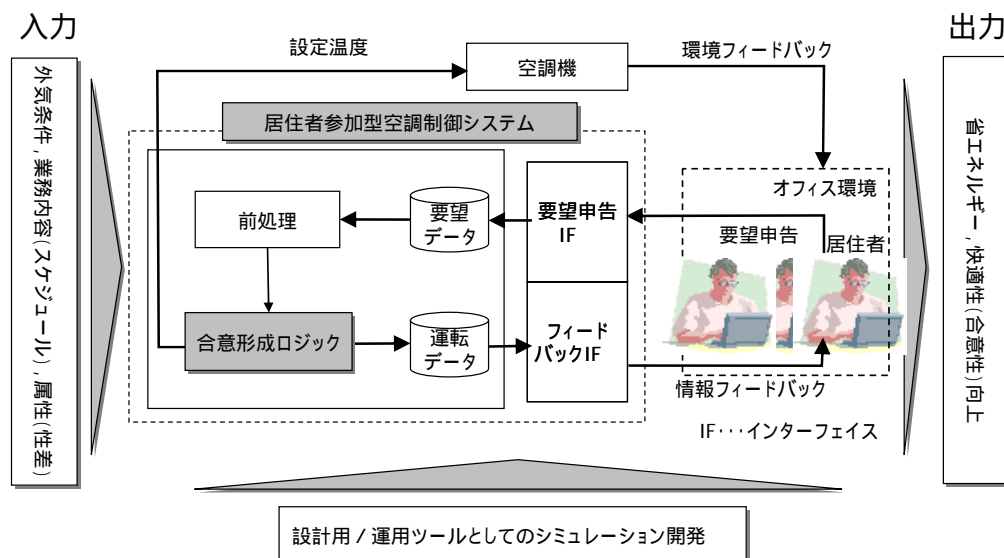 入力
出力
設定温度
空調機
環境フィードバック
外気条件，業務内容(スケジュール)，属性(性差)
居住者参加型空調制御システム
省エネルギー，快適性(合意性)向上
オフィス環境
前処理
要望
データ
要望申告
IF
要望申告
居住者
合意形成ロジック
運転
データ
フィード
バックIF
情報フィードバック
IF･･･インターフェイス
設計用 / 運用ツールとしてのシミュレーション開発